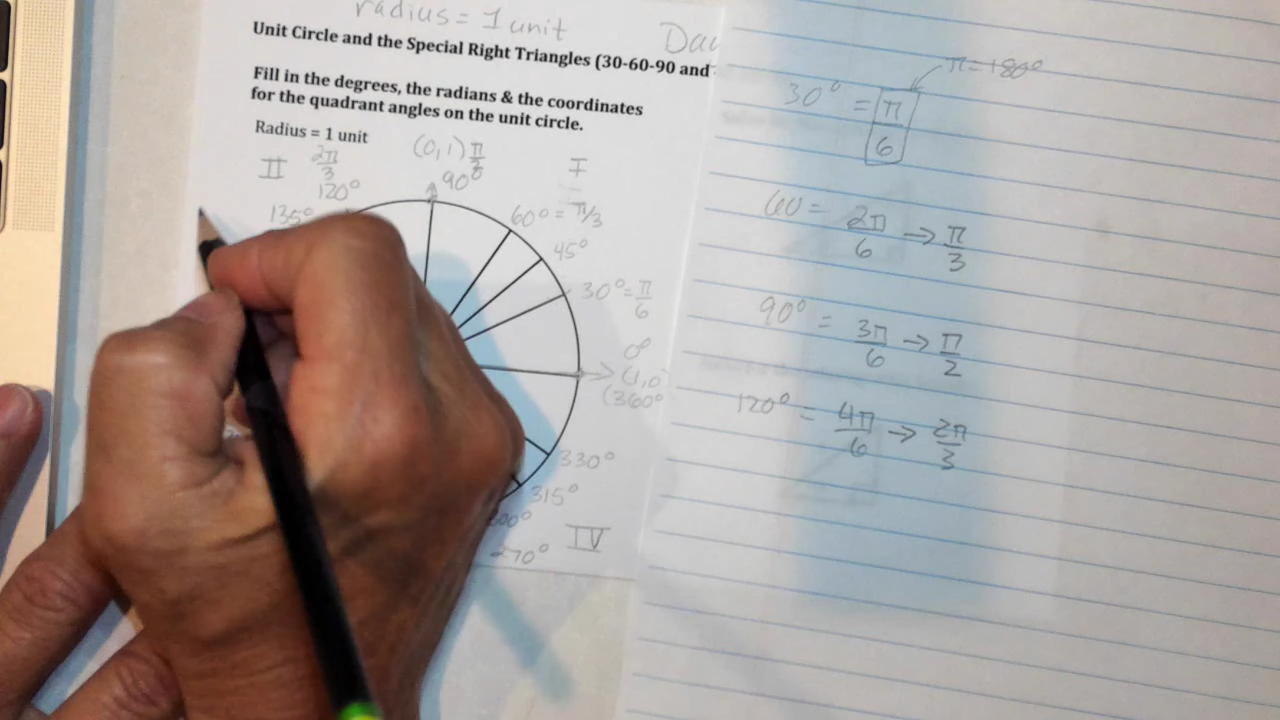 radius = 1 unit
Unit Circle and the Special Right Triangles (30-60-90 and
Fill in the degrees, the radians & the coordinates
for the quadrant angles on the unit circle.
Radius = 1 unit
II
2π/3
120°
135°
(0,1) π/2
90°
I
60° = π/3
45°
30° = π/6
0°
(1,0
(360°
330°
315°
300°
270°
IV
π = 180°
30° = π/6
60 = 2π/6 → π/3
90° = 3π/6 → π/2
120° = 4π/6 → 2π/3